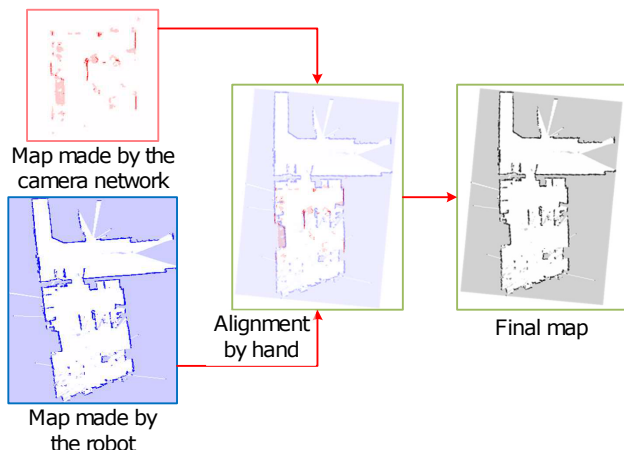 Map made by the
camera network
Map made by
the robot
Alignment
by hand
Final map